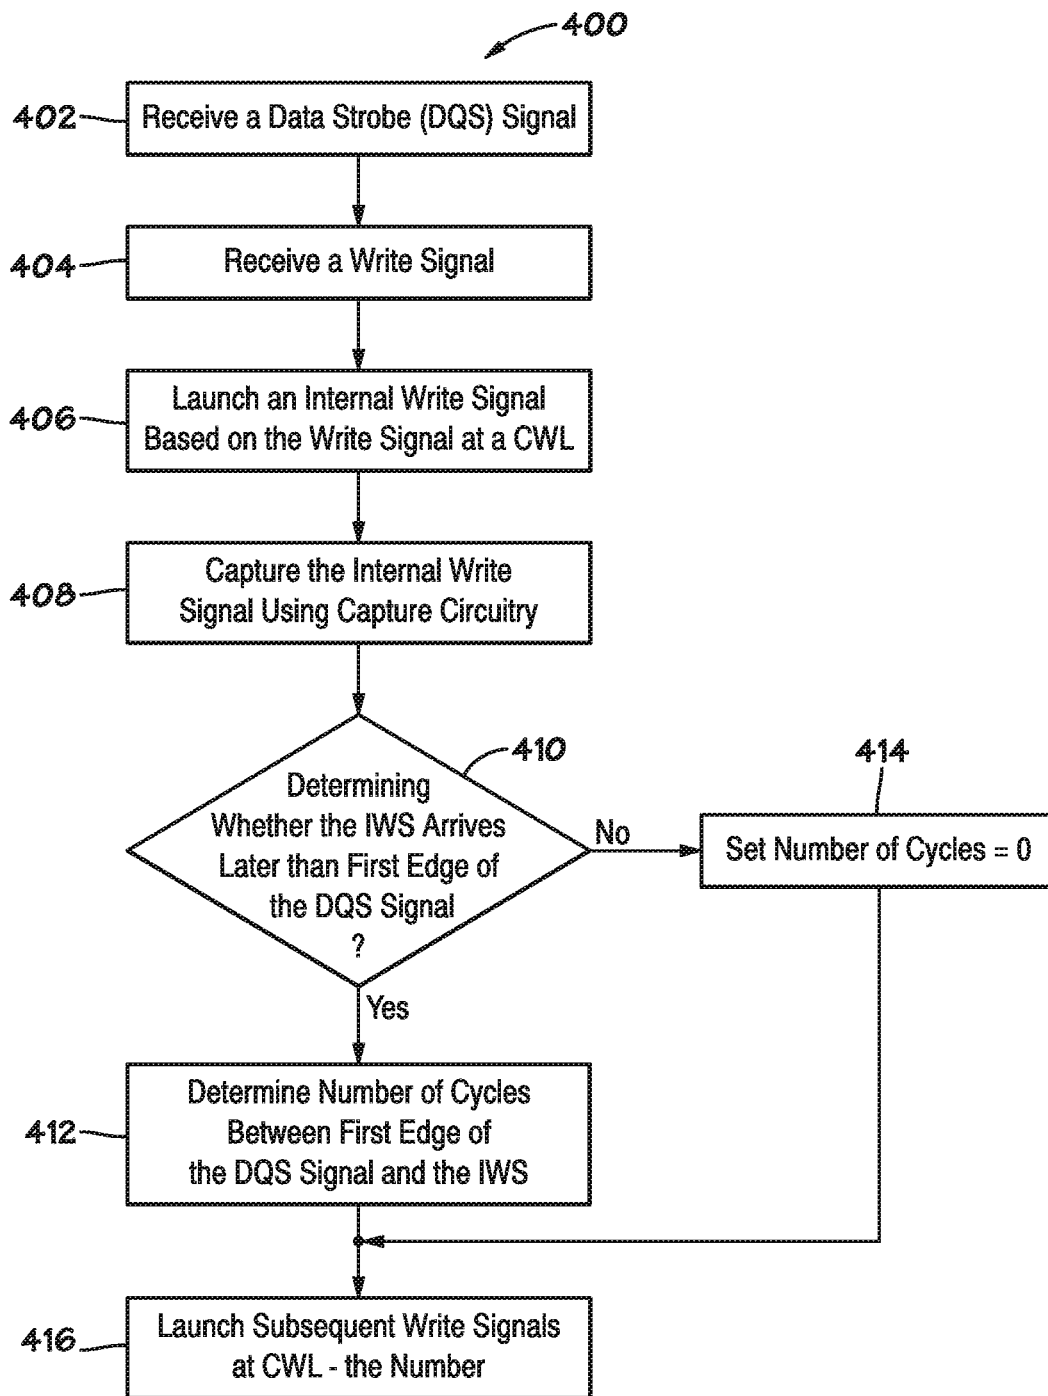 400
402
Receive a Data Strobe (DQS) Signal
404
Receive a Write Signal
406
Launch an Internal Write Signal
Based on the Write Signal at a CWL
408
Capture the Internal Write
Signal Using Capture Circuitry
410
Determining
Whether the IWS Arrives
Later than First Edge of
the DQS Signal
?
No
414
Set Number of Cycles = 0
Yes
412
Determine Number of Cycles
Between First Edge of
the DQS Signal and the IWS
416
Launch Subsequent Write Signals
at CWL - the Number